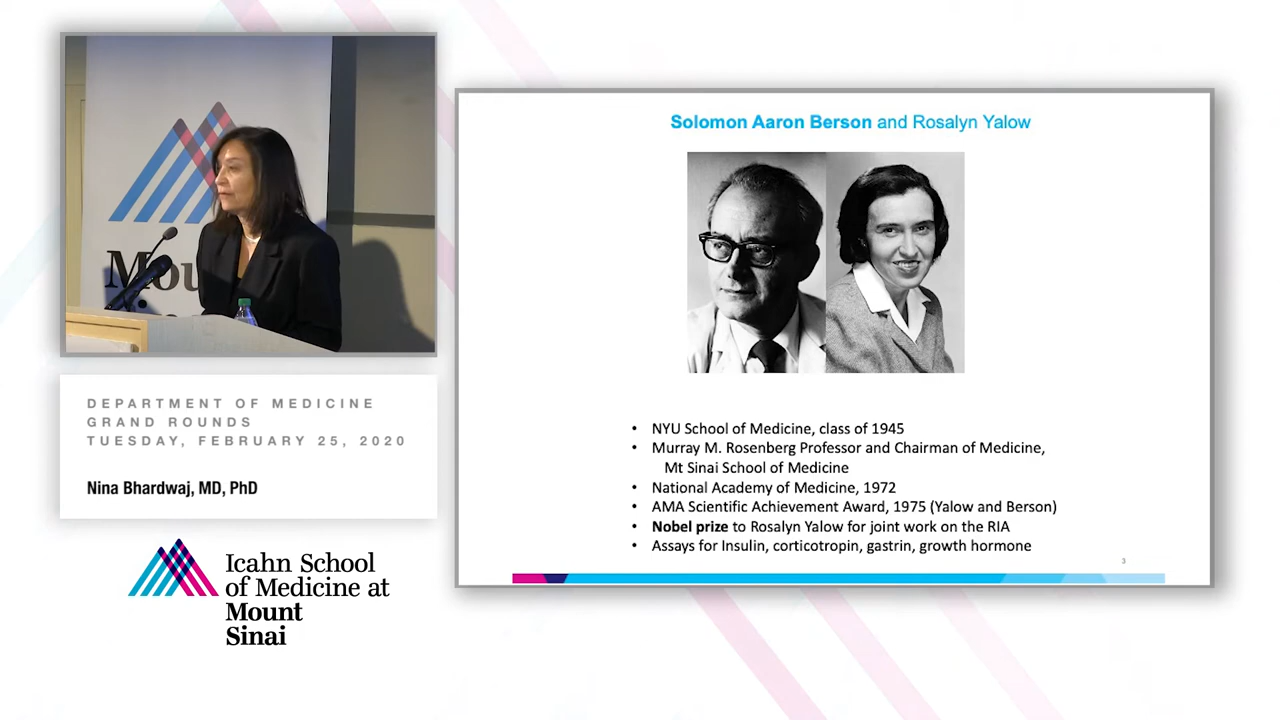 Mou
DEPARTMENT OF MEDICINE
GRAND ROUNDS
TUESDAY, FEBRUARY 25, 2020
Nina Bhardwaj, MD, PhD
Icahn School
of Medicine at
Mount
Sinai
Solomon Aaron Berson and Rosalyn Yalow
• NYU School of Medicine, class of 1945
• Murray M. Rosenberg Professor and Chairman of Medicine,
Mt Sinai School of Medicine
• National Academy of Medicine, 1972
• AMA Scientific Achievement Award, 1975 (Yalow and Berson)
• Nobel prize to Rosalyn Yalow for joint work on the RIA
• Assays for Insulin, corticotropin, gastrin, growth hormone
3